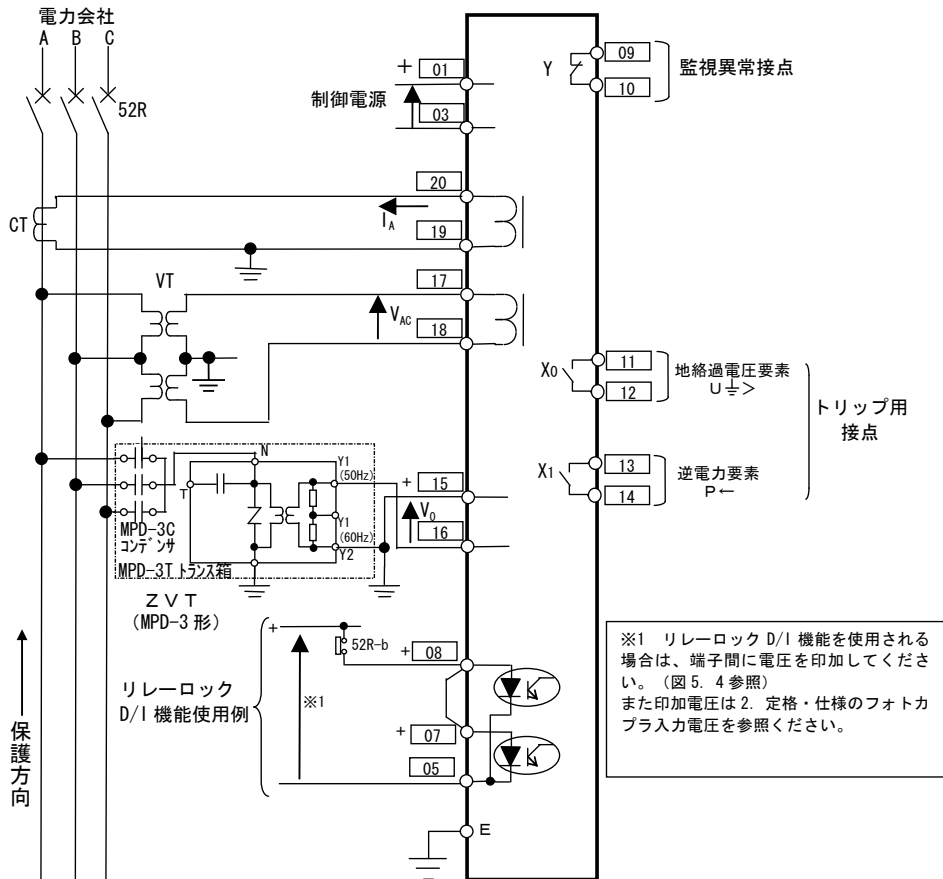 電力会社
A B C
52R
CT
VT
+ 01
制御電源
03
20
I_A
19
17
V_AC
18
N
T
Y1
(50Hz)
Y1
(60Hz)
Y2
MPD-3C
コンデンサ
MPD-3T トランス箱
ZVT
(MPD-3 形)
+ 15
V_0
16
+
52R-b
+ 08
※1
リレーロック
D/I 機能使用例
+ 07
05
E
保護方向
Y
09
10
監視異常接点
X0
11
12
地絡過電圧要素
U⏚>
X1
13
14
逆電力要素
P←
トリップ用
接点
※1 リレーロック D/I 機能を使用される
場合は、端子間に電圧を印加してくださ
い。（図 5．4 参照）
また印加電圧は 2．定格・仕様のフォトカ
プラ入力電圧を参照ください。